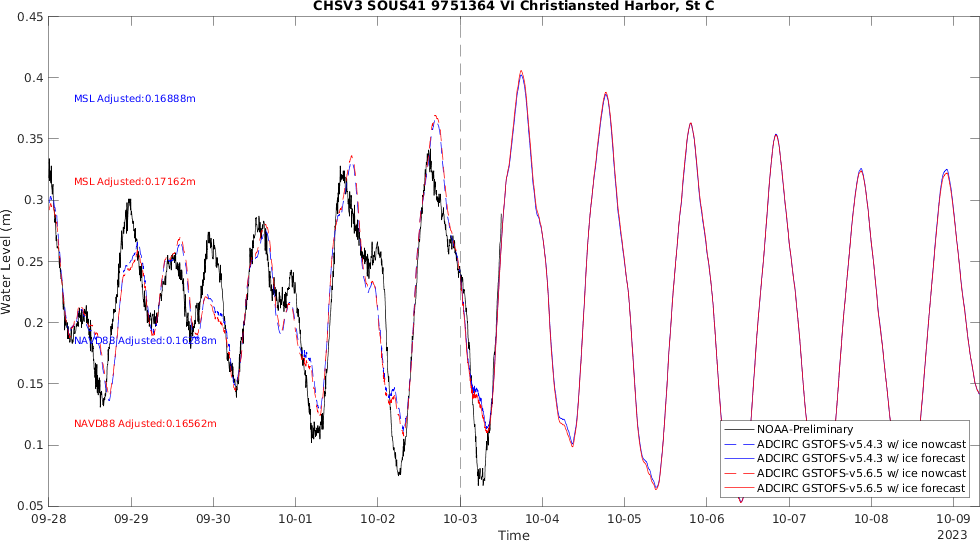 CHSV3 SOUS41 9751364 VI Christiansted Harbor, St C
0.45
0.4
0.35
0.3
0.25
0.2
0.15
0.1
0.05
Water Level (m)
MSL Adjusted:0.16888m
MSL Adjusted:0.17162m
NAVD88 Adjusted:0.16288m
NAVD88 Adjusted:0.16562m
NOAA-Preliminary
ADCIRC GSTOFS-v5.4.3 w/ ice nowcast
ADCIRC GSTOFS-v5.4.3 w/ ice forecast
ADCIRC GSTOFS-v5.6.5 w/ ice nowcast
ADCIRC GSTOFS-v5.6.5 w/ ice forecast
09-28 09-29 09-30 10-01 10-02 10-03 10-04 10-05 10-06 10-07 10-08 10-09
Time
2023